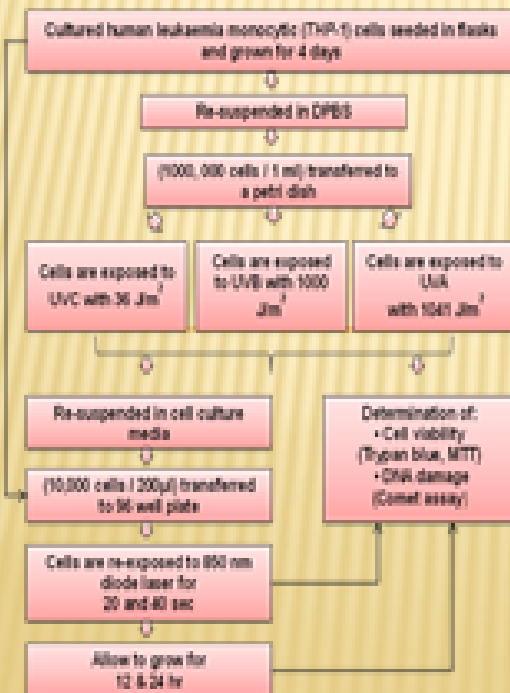 Cultured human leukaemia monocytic (THP-1) cells seeded in flasks
and grown for 4 days
Re-suspended in DPBS
(1000, 000 cells / 1 ml) transferred to
a petri dish
Cells are exposed to
UVC with 36 J/m²
Cells are exposed
to UVB with 1000
J/m²
Cells are exposed to
UVA
with 1041 J/m²
Re-suspended in cell culture
media
(10,000 cells / 200µl) transferred
to 96 well plate
Determination of:
•Cell viability
(Trypan blue, MTT)
•DNA damage
(Comet assay)
Cells are re-exposed to 850 nm
diode laser for
20 and 40 sec
Allow to grow for
12 & 24 hr